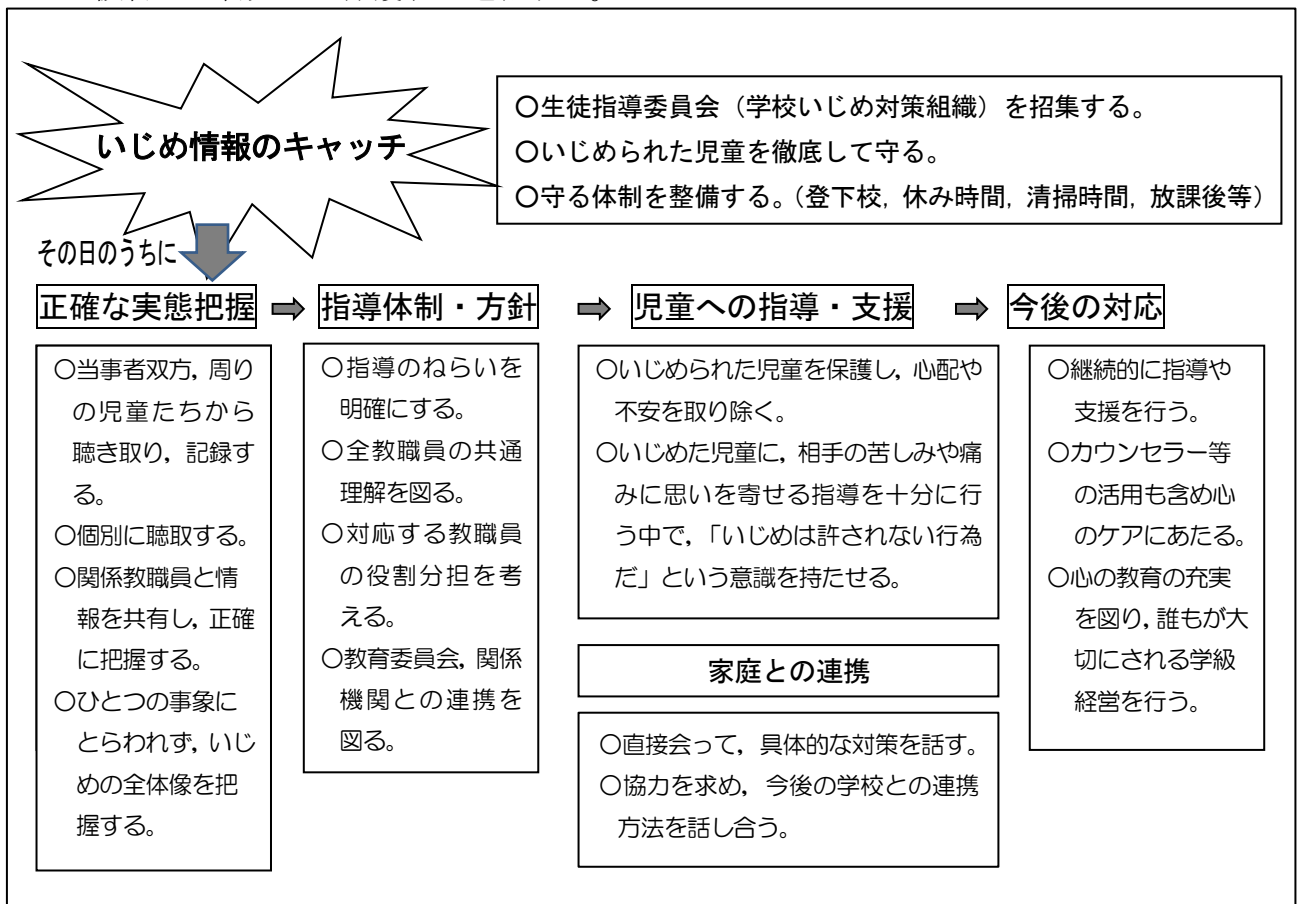 いじめ情報のキャッチ
〇生徒指導委員会（学校いじめ対策組織）を招集する。
〇いじめられた児童を徹底して守る。
〇守る体制を整備する。（登下校，休み時間，清掃時間，放課後等）
その日のうちに
正確な実態把握
指導体制・方針
児童への指導・支援
今後の対応
〇当事者双方，周り
の児童たちから
聴き取り，記録す
る。
〇個別に聴取する。
〇関係教職員と情
報を共有し，正確
に把握する。
〇ひとつの事象に
とらわれず，いじ
めの全体像を把
握する。
〇指導のねらいを
明確にする。
〇全教職員の共通
理解を図る。
〇対応する教職員
の役割分担を考
える。
〇教育委員会，関係
機関との連携を
図る。
〇いじめられた児童を保護し，心配や
不安を取り除く。
〇いじめた児童に，相手の苦しみや痛
みに思いを寄せる指導を十分に行
う中で，「いじめは許されない行為
だ」という意識を持たせる。
家庭との連携
〇直接会って，具体的な対策を話す。
〇協力を求め，今後の学校との連携
方法を話し合う。
〇継続的に指導や
支援を行う。
〇カウンセラー等
の活用も含め心
のケアにあたる。
〇心の教育の充実
を図り，誰もが大
切にされる学級
経営を行う。